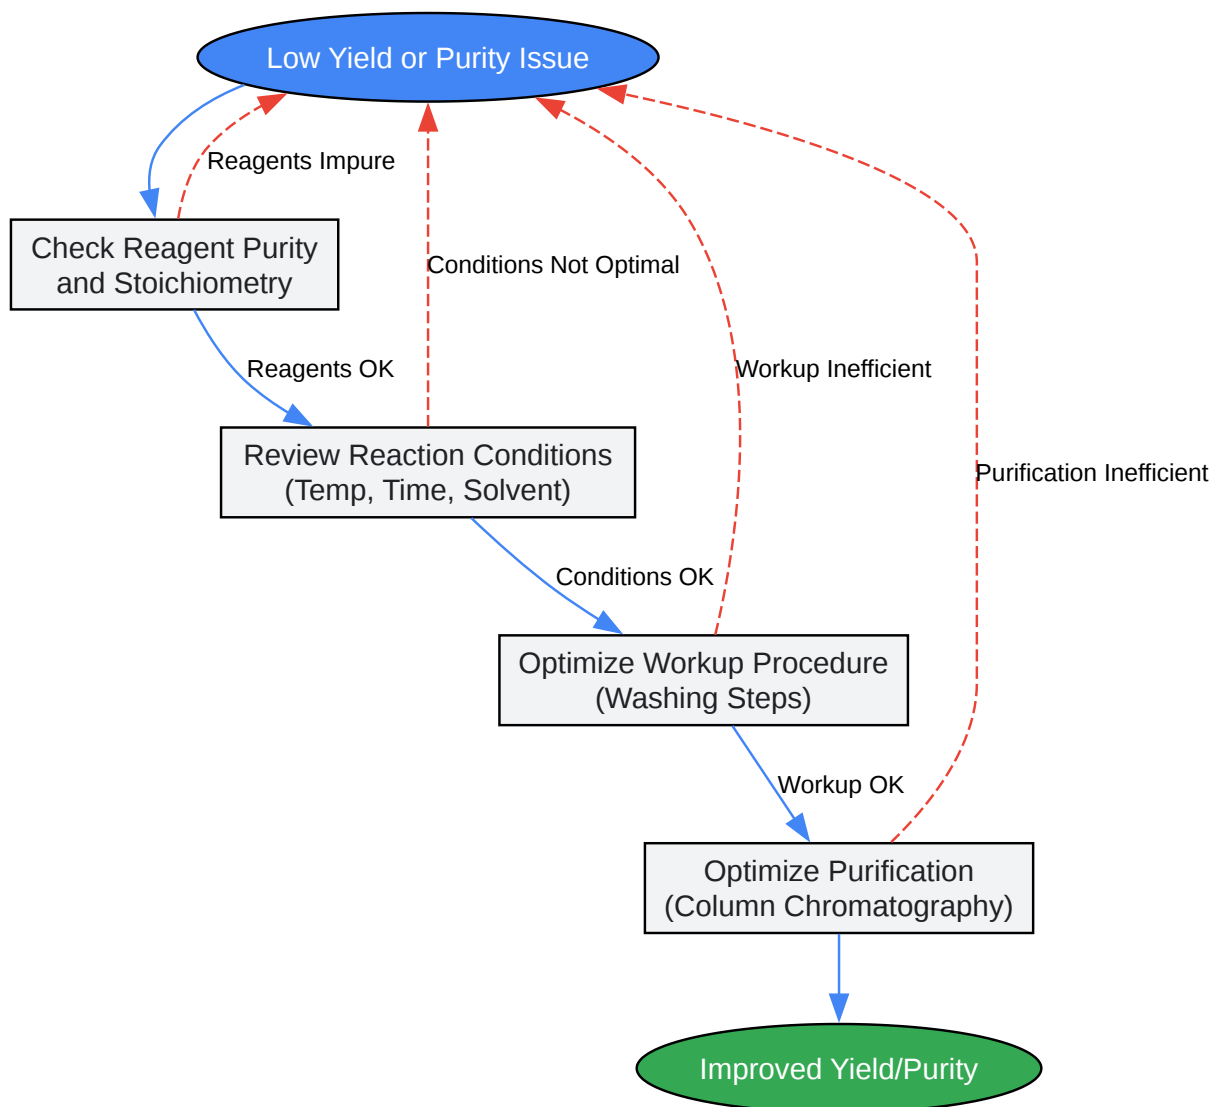 Low Yield or Purity Issue
Reagents Impure
Check Reagent Purity
and Stoichiometry
Conditions Not Optimal
Reagents OK
Workup Inefficient
Review Reaction Conditions
(Temp, Time, Solvent)
Purification Inefficient
Conditions OK
Optimize Workup Procedure
(Washing Steps)
Workup OK
Optimize Purification
(Column Chromatography)
Improved Yield/Purity